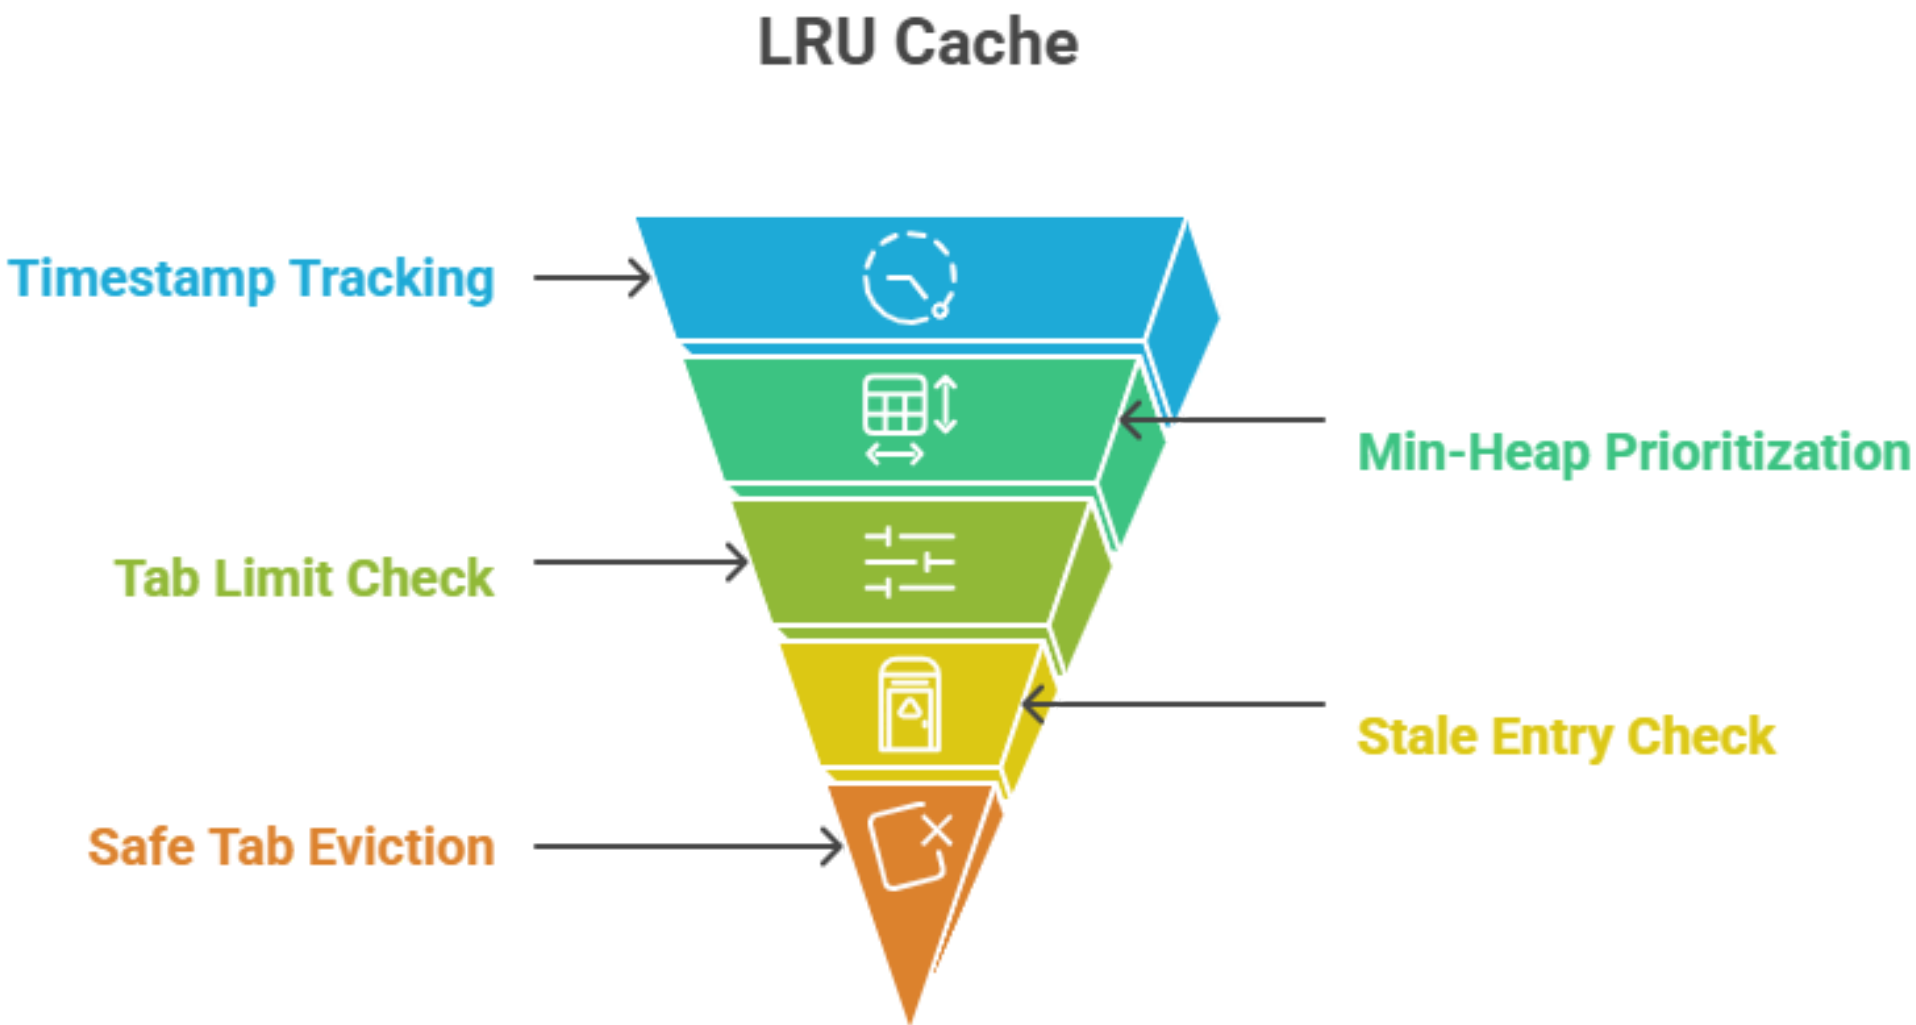 LRU Cache
Timestamp Tracking
Min-Heap Prioritization
Tab Limit Check
Stale Entry Check
Safe Tab Eviction